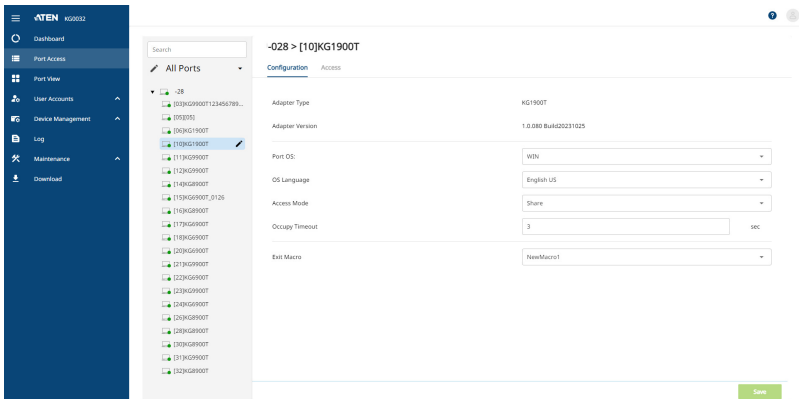 ATEN KG0032
Dashboard
Port Access
Port View
User Accounts
Device Management
Log
Maintenance
Download
Search
All Ports
-28
[03]KG9900T123456789...
[05][05]
[06]KG1900T
[10]KG1900T
[11]KG9900T
[12]KG9900T
[14]KG8900T
[15]KG6900T_0126
[16]KG8900T
[17]KG6900T
[18]KG6900T
[20]KG6900T
[21]KG9900T
[22]KG6900T
[23]KG9900T
[24]KG6900T
[26]KG8900T
[28]KG8900T
[30]KG8900T
[31]KG9900T
[32]KG8900T
-028 > [10]KG1900T
Configuration Access
Adapter Type KG1900T
Adapter Version 1.0.080 Build20231025
Port OS: WIN
OS Language English US
Access Mode Share
Occupy Timeout 3 sec
Exit Macro NewMacro1
Save